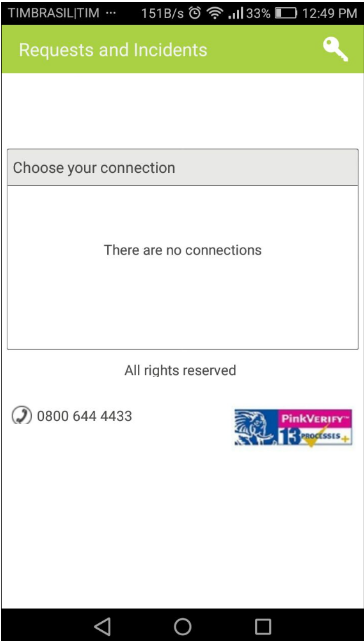 TIMBRASIL|TIM ··· 151B/s 33% 12:49 PM
Requests and Incidents
Choose your connection
There are no connections
All rights reserved
0800 644 4433
PinkVERIFY™
13 PROCESSES +